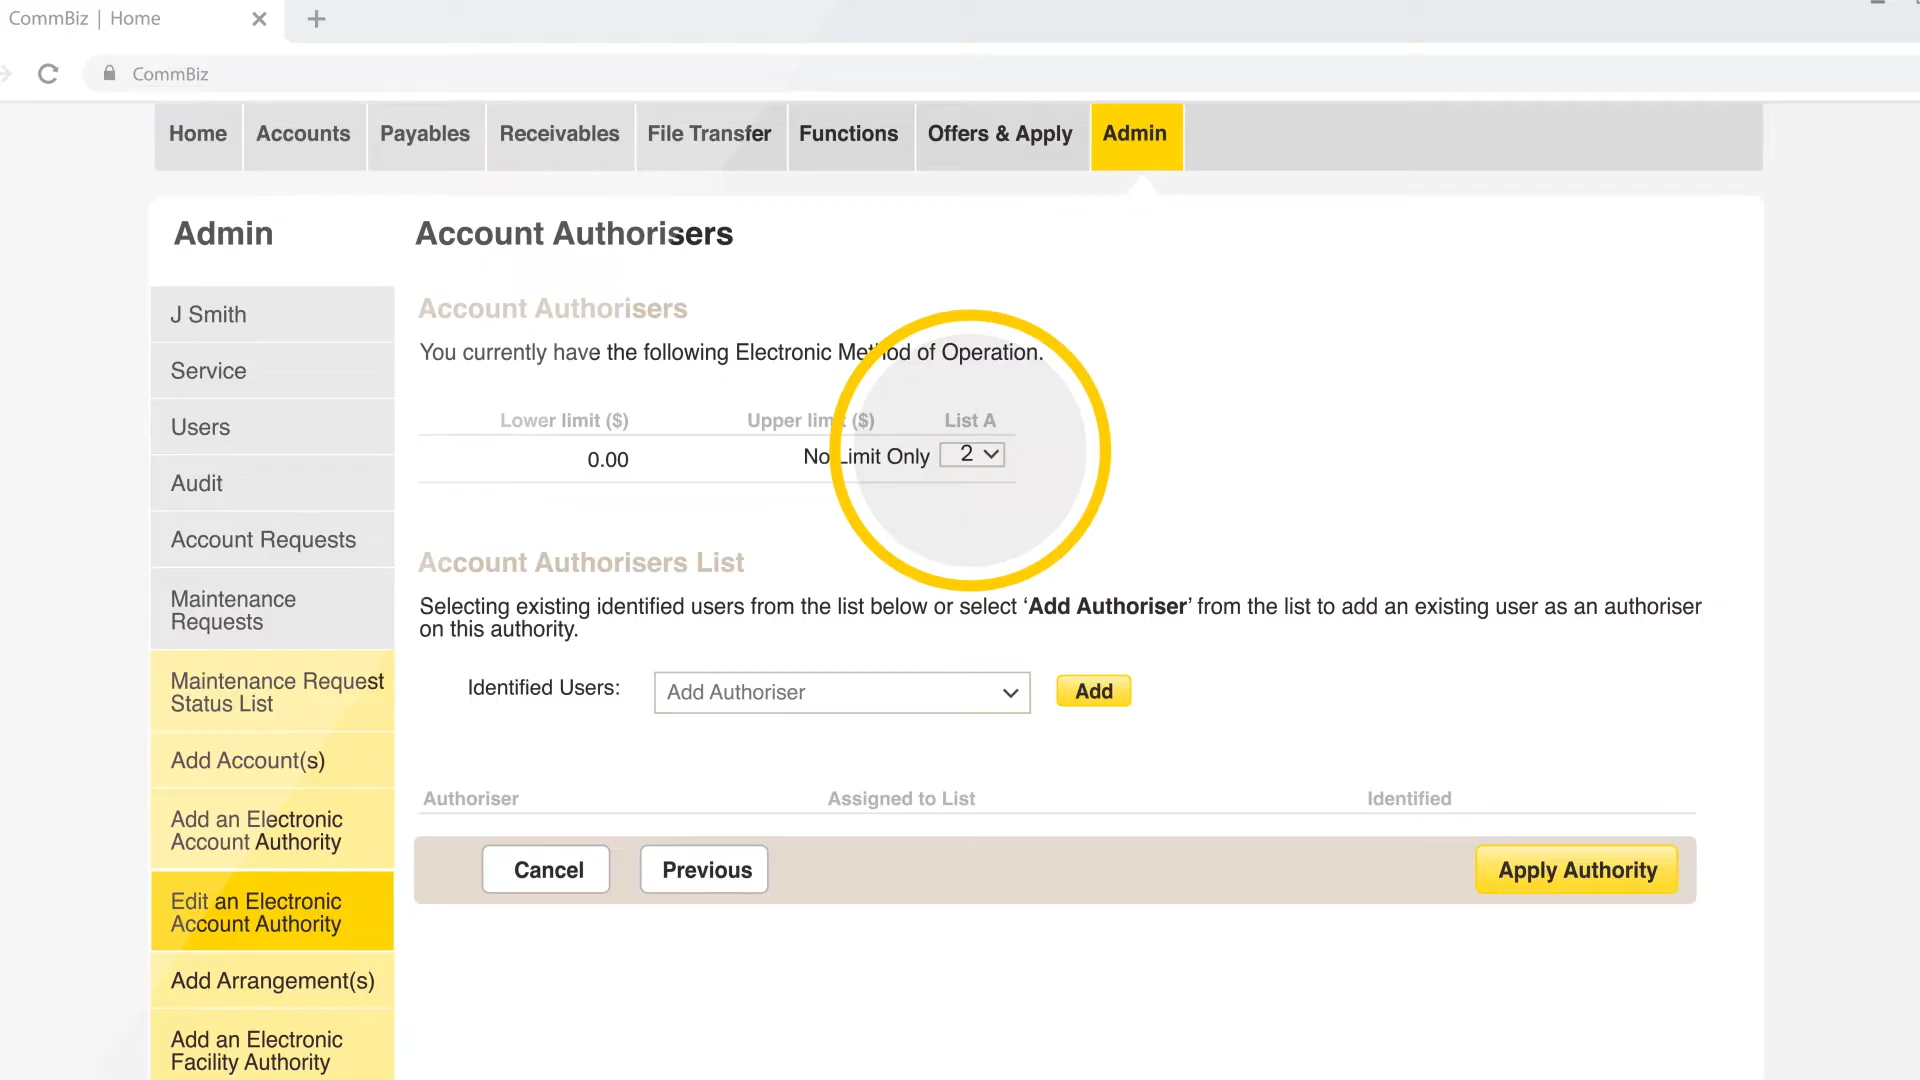 CommBiz | Home
CommBiz
Home Accounts Payables Receivables File Transfer Functions Offers & Apply Admin
Admin
J Smith
Service
Users
Audit
Account Requests
Maintenance
Requests
Maintenance Request
Status List
Add Account(s)
Add an Electronic
Account Authority
Edit an Electronic
Account Authority
Add Arrangement(s)
Add an Electronic
Facility Authority
Account Authorisers
Account Authorisers
You currently have the following Electronic Method of Operation.
Lower limit ($) Upper limit ($) List A
0.00 No Limit Only 2
Account Authorisers List
Selecting existing identified users from the list below or select ‘Add Authoriser’ from the list to add an existing user as an authoriser
on this authority.
Identified Users: Add Authoriser Add
Authoriser Assigned to List Identified
Cancel Previous Apply Authority